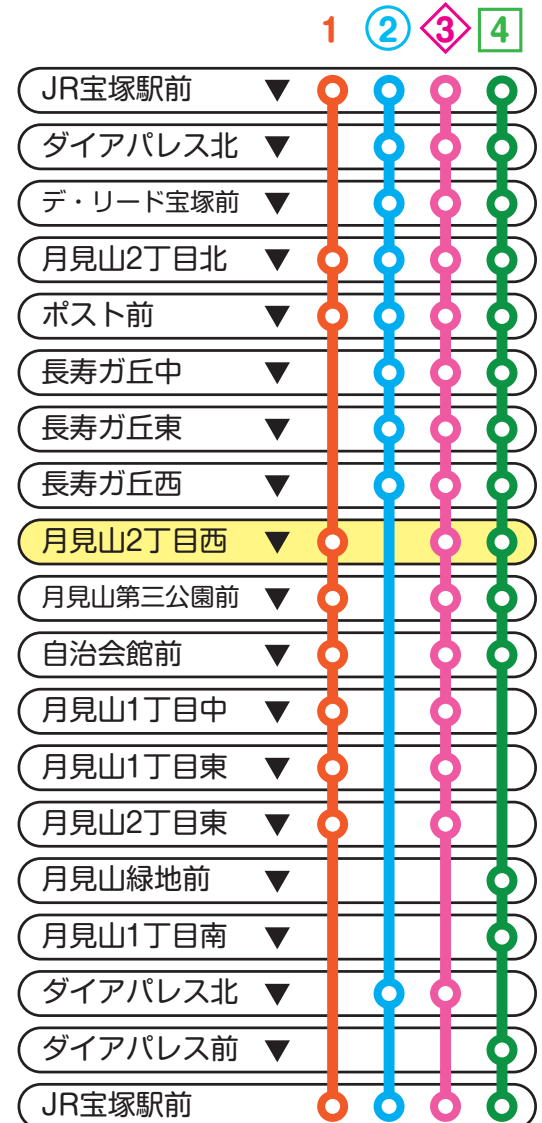 1 2 3 4
JR宝塚駅前 ▼
ダイアパレス北 ▼
デ・リード宝塚前 ▼
月見山2丁目北 ▼
ポスト前 ▼
長寿ガ丘中 ▼
長寿ガ丘東 ▼
長寿ガ丘西 ▼
月見山2丁目西 ▼
月見山第三公園前 ▼
自治会館前 ▼
月見山1丁目中 ▼
月見山1丁目東 ▼
月見山2丁目東 ▼
月見山緑地前 ▼
月見山1丁目南 ▼
ダイアパレス北 ▼
ダイアパレス前 ▼
JR宝塚駅前